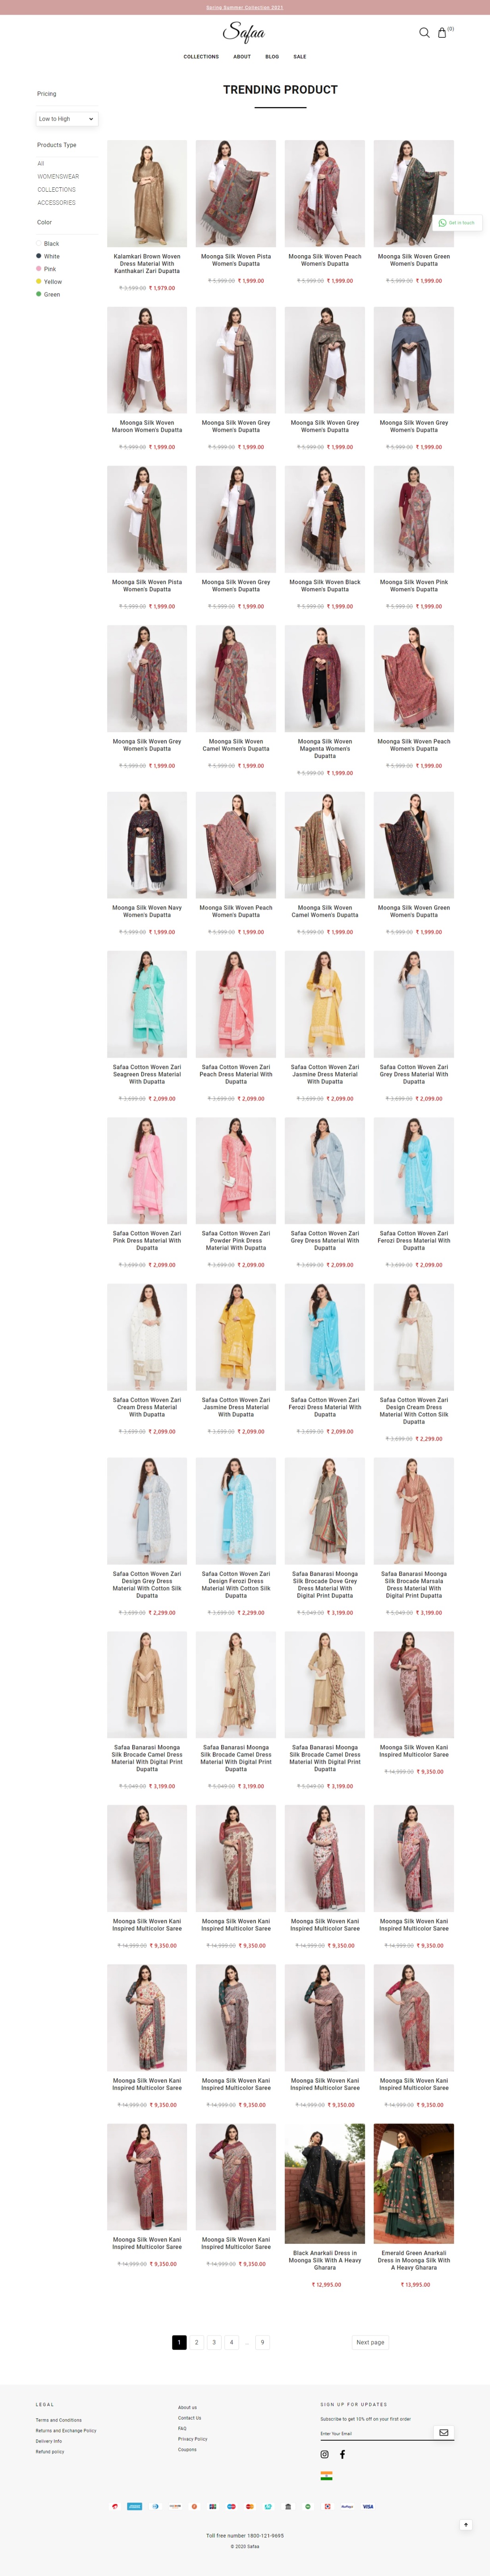 Spring Summer Collection 2021
Safaa
(0)
COLLECTIONS ABOUT BLOG SALE
TRENDING PRODUCT
Pricing
Low to High
Products Type
All
WOMENSWEAR
COLLECTIONS
ACCESSORIES
Color
Black
White
Pink
Yellow
Green
Get in touch
Kalamkari Brown Woven
Dress Material With
Kanthakari Zari Dupatta
₹ 3,599.00 ₹ 1,979.00
Moonga Silk Woven Pista
Women's Dupatta
₹ 5,999.00 ₹ 1,999.00
Moonga Silk Woven Peach
Women's Dupatta
₹ 5,999.00 ₹ 1,999.00
Moonga Silk Woven Green
Women's Dupatta
₹ 5,999.00 ₹ 1,999.00
Moonga Silk Woven
Maroon Women's Dupatta
₹ 5,999.00 ₹ 1,999.00
Moonga Silk Woven Grey
Women's Dupatta
₹ 5,999.00 ₹ 1,999.00
Moonga Silk Woven Grey
Women's Dupatta
₹ 5,999.00 ₹ 1,999.00
Moonga Silk Woven Grey
Women's Dupatta
₹ 5,999.00 ₹ 1,999.00
Moonga Silk Woven Pista
Women's Dupatta
₹ 5,999.00 ₹ 1,999.00
Moonga Silk Woven Grey
Women's Dupatta
₹ 5,999.00 ₹ 1,999.00
Moonga Silk Woven Black
Women's Dupatta
₹ 5,999.00 ₹ 1,999.00
Moonga Silk Woven Pink
Women's Dupatta
₹ 5,999.00 ₹ 1,999.00
Moonga Silk Woven Grey
Women's Dupatta
₹ 5,999.00 ₹ 1,999.00
Moonga Silk Woven
Camel Women's Dupatta
₹ 5,999.00 ₹ 1,999.00
Moonga Silk Woven
Magenta Women's
Dupatta
₹ 5,999.00 ₹ 1,999.00
Moonga Silk Woven Peach
Women's Dupatta
₹ 5,999.00 ₹ 1,999.00
Moonga Silk Woven Navy
Women's Dupatta
₹ 5,999.00 ₹ 1,999.00
Moonga Silk Woven Peach
Women's Dupatta
₹ 5,999.00 ₹ 1,999.00
Moonga Silk Woven
Camel Women's Dupatta
₹ 5,999.00 ₹ 1,999.00
Moonga Silk Woven Green
Women's Dupatta
₹ 5,999.00 ₹ 1,999.00
Safaa Cotton Woven Zari
Seagreen Dress Material
With Dupatta
₹ 3,699.00 ₹ 2,099.00
Safaa Cotton Woven Zari
Peach Dress Material With
Dupatta
₹ 3,699.00 ₹ 2,099.00
Safaa Cotton Woven Zari
Jasmine Dress Material
With Dupatta
₹ 3,699.00 ₹ 2,099.00
Safaa Cotton Woven Zari
Grey Dress Material With
Dupatta
₹ 3,699.00 ₹ 2,099.00
Safaa Cotton Woven Zari
Pink Dress Material With
Dupatta
₹ 3,699.00 ₹ 2,099.00
Safaa Cotton Woven Zari
Powder Pink Dress
Material With Dupatta
₹ 3,699.00 ₹ 2,099.00
Safaa Cotton Woven Zari
Grey Dress Material With
Dupatta
₹ 3,699.00 ₹ 2,099.00
Safaa Cotton Woven Zari
Ferozi Dress Material With
Dupatta
₹ 3,699.00 ₹ 2,099.00
Safaa Cotton Woven Zari
Cream Dress Material
With Dupatta
₹ 3,699.00 ₹ 2,099.00
Safaa Cotton Woven Zari
Jasmine Dress Material
With Dupatta
₹ 3,699.00 ₹ 2,099.00
Safaa Cotton Woven Zari
Ferozi Dress Material With
Dupatta
₹ 3,699.00 ₹ 2,099.00
Safaa Cotton Woven Zari
Design Cream Dress
Material With Cotton Silk
Dupatta
₹ 3,699.00 ₹ 2,299.00
Safaa Cotton Woven Zari
Design Grey Dress
Material With Cotton Silk
Dupatta
₹ 3,699.00 ₹ 2,299.00
Safaa Cotton Woven Zari
Design Ferozi Dress
Material With Cotton Silk
Dupatta
₹ 3,699.00 ₹ 2,299.00
Safaa Banarasi Moonga
Silk Brocade Dove Grey
Dress Material With
Digital Print Dupatta
₹ 5,049.00 ₹ 3,199.00
Safaa Banarasi Moonga
Silk Brocade Marsala
Dress Material With
Digital Print Dupatta
₹ 5,049.00 ₹ 3,199.00
Safaa Banarasi Moonga
Silk Brocade Camel Dress
Material With Digital Print
Dupatta
₹ 5,049.00 ₹ 3,199.00
Safaa Banarasi Moonga
Silk Brocade Camel Dress
Material With Digital Print
Dupatta
₹ 5,049.00 ₹ 3,199.00
Safaa Banarasi Moonga
Silk Brocade Camel Dress
Material With Digital Print
Dupatta
₹ 5,049.00 ₹ 3,199.00
Moonga Silk Woven Kani
Inspired Multicolor Saree
₹ 14,999.00 ₹ 9,350.00
Moonga Silk Woven Kani
Inspired Multicolor Saree
₹ 14,999.00 ₹ 9,350.00
Moonga Silk Woven Kani
Inspired Multicolor Saree
₹ 14,999.00 ₹ 9,350.00
Moonga Silk Woven Kani
Inspired Multicolor Saree
₹ 14,999.00 ₹ 9,350.00
Moonga Silk Woven Kani
Inspired Multicolor Saree
₹ 14,999.00 ₹ 9,350.00
Moonga Silk Woven Kani
Inspired Multicolor Saree
₹ 14,999.00 ₹ 9,350.00
Moonga Silk Woven Kani
Inspired Multicolor Saree
₹ 14,999.00 ₹ 9,350.00
Moonga Silk Woven Kani
Inspired Multicolor Saree
₹ 14,999.00 ₹ 9,350.00
Moonga Silk Woven Kani
Inspired Multicolor Saree
₹ 14,999.00 ₹ 9,350.00
Moonga Silk Woven Kani
Inspired Multicolor Saree
₹ 14,999.00 ₹ 9,350.00
Moonga Silk Woven Kani
Inspired Multicolor Saree
₹ 14,999.00 ₹ 9,350.00
Black Anarkali Dress in
Moonga Silk With A Heavy
Gharara
₹ 12,995.00
Emerald Green Anarkali
Dress in Moonga Silk With
A Heavy Gharara
₹ 13,995.00
1 2 3 4 … 9 Next page
LEGAL
Terms and Conditions
Returns and Exchange Policy
Delivery Info
Refund policy
About us
Contact Us
FAQ
Privacy Policy
Coupons
SIGN UP FOR UPDATES
Subscribe to get 10% off on your first order
Enter Your Email
VISA
Toll free number 1800-121-9695
© 2020 Safaa